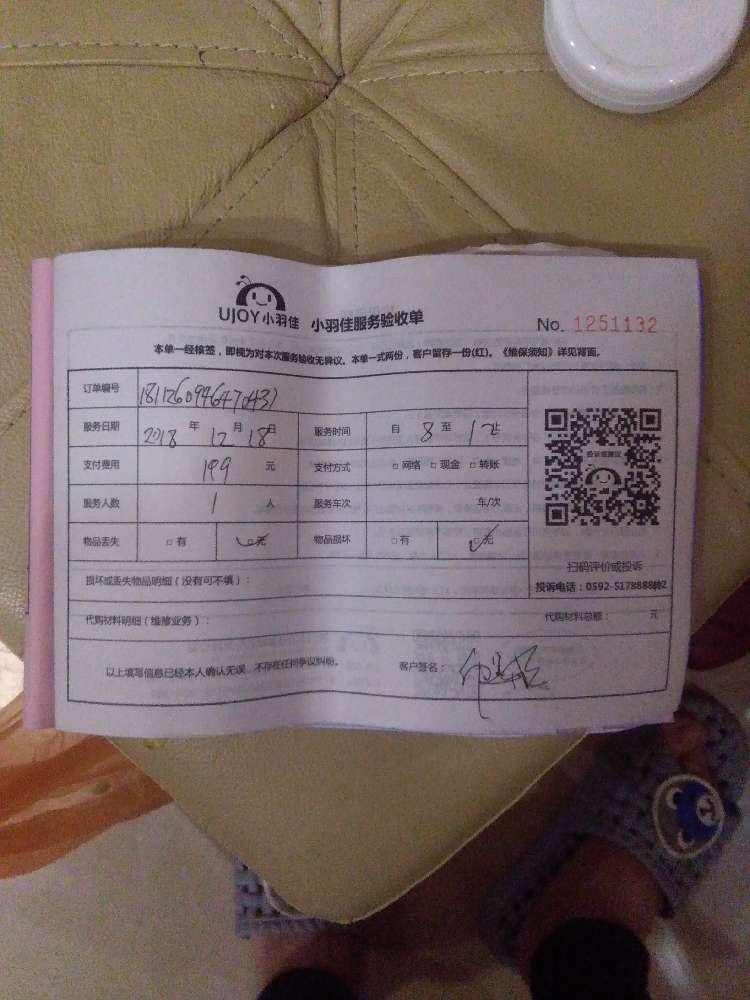 UJOY小羽佳 小羽佳服务验收单 No. 1251132
本单一经核签，即视为对本次服务验收无异议。本单一式两份，客户留存一份(红)。《维保须知》详见背面。
订单编号
服务日期 2018 年 12 月 18 日 服务时间 自 8 至 12 止
支付费用 199 元 支付方式 □网络 □现金 □转账
服务人数 1 人 服务车次 车/次
物品丢失 □有 □无 物品损坏 □有 □无
投诉或建议
扫码评价或投诉
损坏或丢失物品明细（没有可不填）：
投诉电话：0592-5178888转2
代购材料明细（维修业务）： 代购材料总额： 元
以上填写信息已经本人确认无误，不存在任何争议纠纷。 客户签名：